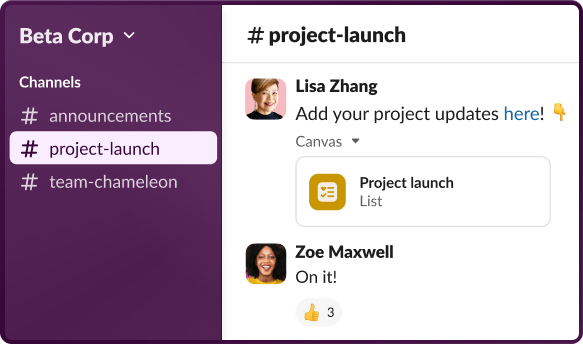 Beta Corp
Channels
# announcements
# project-launch
# team-chameleon
# project-launch
Lisa Zhang
Add your project updates here! 👇
Canvas
Project launch
List
Zoe Maxwell
On it!
👍 3